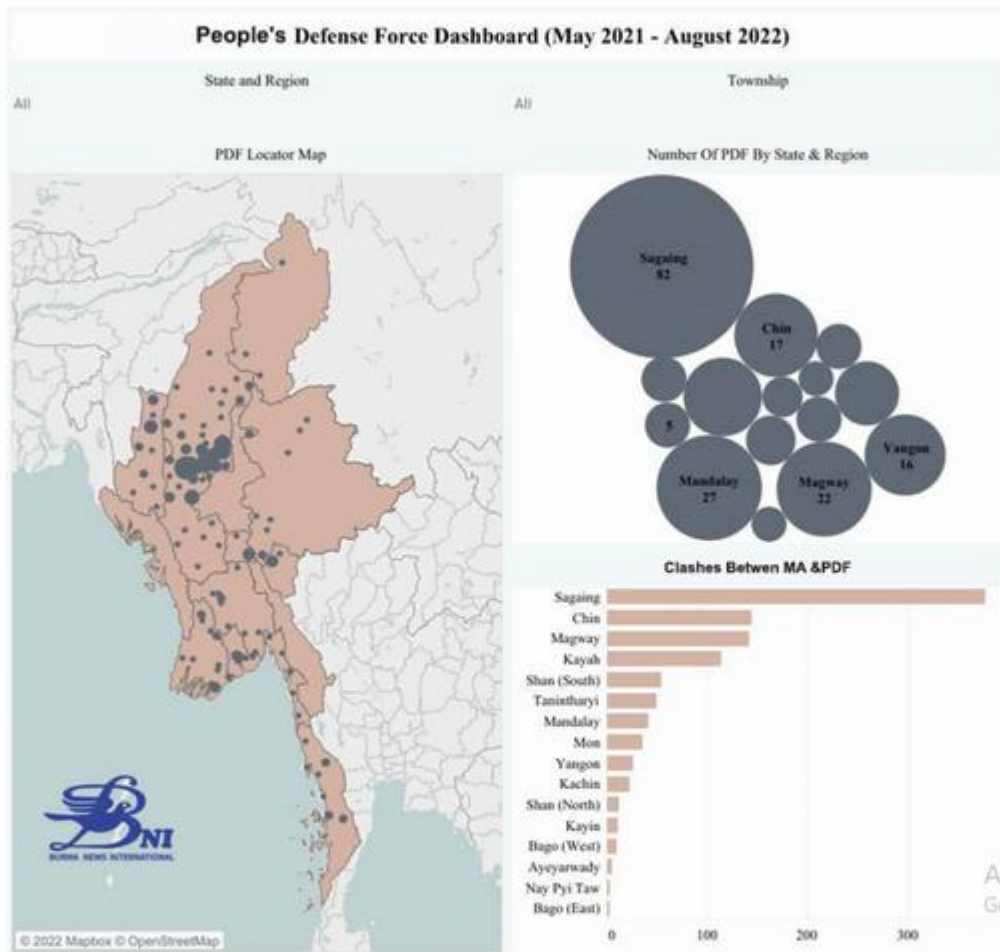 People's Defense Force Dashboard (May 2021 - August 2022)
State and Region
All
Township
All
PDF Locator Map
Number Of PDF By State & Region
Sagaing
82
Chin
17
5
Yangon
16
Mandalay
27
Magway
22
Clashes Betwen MA &PDF
Sagaing
Chin
Magway
Kayah
Shan (South)
Tanintharyi
Mandalay
Mon
Yangon
Kachin
Shan (North)
Kayin
Bago (West)
Ayeyarwady
Nay Pyi Taw
Bago (East)
0 100 200 300
BNI
BURMA NEWS INTERNATIONAL
© 2022 Mapbox © OpenStreetMap